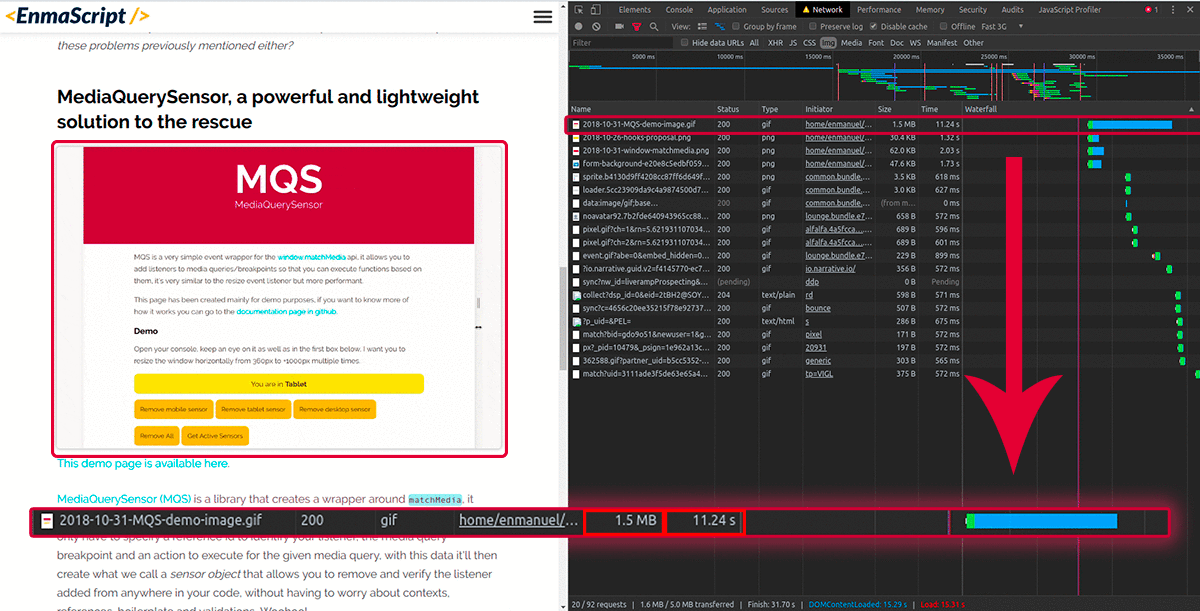 <EnmaScript />
these problems previously mentioned either?
MediaQuerySensor, a powerful and lightweight
solution to the rescue
MQS
MediaQuerySensor
MQS is a very simple event wrapper for the window.matchMedia api, it allows you to
add listeners to media queries/breakpoints so that you can execute functions based on
them, it's very similar to the resize event listener but more performant.
This page has been created mainly for demo purposes, if you want to know more of
how it works you can go to the documentation page in github.
Demo
Open your console, keep an eye on it as well as in the first box below, I want you to
resize the window horizontally from 360px to +1000px multiple times.
You are in Tablet
Remove mobile sensor Remove tablet sensor Remove desktop sensor
Remove All Get Active Sensors
This demo page is available here.
MediaQuerySensor (MQS) is a library that creates a wrapper around matchMedia, it
2018-10-31-MQS-demo-image.gif 200 gif home/enmanuel/... 1.5 MB 11.24 s
only have to specify a reference id to identify your listener, the media query
breakpoint and an action to execute for the given media query, with this data it'll then
create what we call a sensor object that allows you to remove and verify the listener
added from anywhere in your code, without having to worry about contexts,
references, boilerplate and validations. Woohoo!
Elements Console Application Sources Network Performance Memory Security Audits JavaScript Profiler 1
View: Group by frame Preserve log Disable cache Offline Fast 3G
Filter Hide data URLs All XHR JS CSS Img Media Font Doc WS Manifest Other
5000 ms 10000 ms 15000 ms 20000 ms 25000 ms 30000 ms 35000 ms
Name Status Type Initiator Size Time Waterfall
2018-10-31-MQS-demo-image.gif 200 gif home/enmanuel/... 1.5 MB 11.24 s
2018-10-26-hooks-proposal.png 200 png home/enmanuel/... 30.4 KB 1.32 s
2018-10-31-window-matchmedia.png 200 png home/enmanuel/... 62.0 KB 2.03 s
form-background-e20e8c5edbf059... 200 png home/enmanuel/... 47.6 KB 1.73 s
sprite.b4130d9ff4208cc87ff6d649f... 200 png common.bundle.... 3.5 KB 618 ms
loader.5cc23909da9c4a9874500d7... 200 gif common.bundle.... 3.0 KB 627 ms
data:image/gif;base... 200 gif common.bundle.... (from m... 0 ms
noavatar92.7b2fde640943965cc88... 200 png lounge.bundle.e7... 658 B 572 ms
pixel.gif?ch=1&rn=5.621931107034... 200 gif alfalfa.4a5fcca.... 689 B 596 ms
pixel.gif?ch=2&rn=5.621931107034... 200 gif alfalfa.4a5fcca.... 689 B 601 ms
event.gif?abe=0&embed_hidden=0... 200 gif lounge.bundle.e7... 229 B 899 ms
?io.narrative.guid.v2=f4145770-ec7... 200 gif io.narrative.io/ 356 B 572 ms
sync?nw_id=liverampProspecting&... (pending) ddp 0 B Pending
collect?dsp_id=0&eid=2tBH2@SOY... 204 text/plain rd 598 B 571 ms
sync?c=4656c20ee35215f78e92737... 200 gif bounce 507 B 572 ms
?p_uid=&PEL= 200 text/html s 286 B 675 ms
match?bid=gdo9o51&newuser=1&g... 200 gif pixel 171 B 572 ms
px?_pid=10479&_psign=1e962a13c... 200 gif 20931 197 B 572 ms
362588.gif?partner_uid=b5cc5352-... 200 gif generic 303 B 565 ms
match?uid=3111ade3f5de63e65a4... 200 gif tp=VIGL 375 B 572 ms
20 / 92 requests | 1.6 MB / 5.0 MB transferred | Finish: 31.70 s | DOMContentLoaded: 15.29 s | Load: 15.31 s